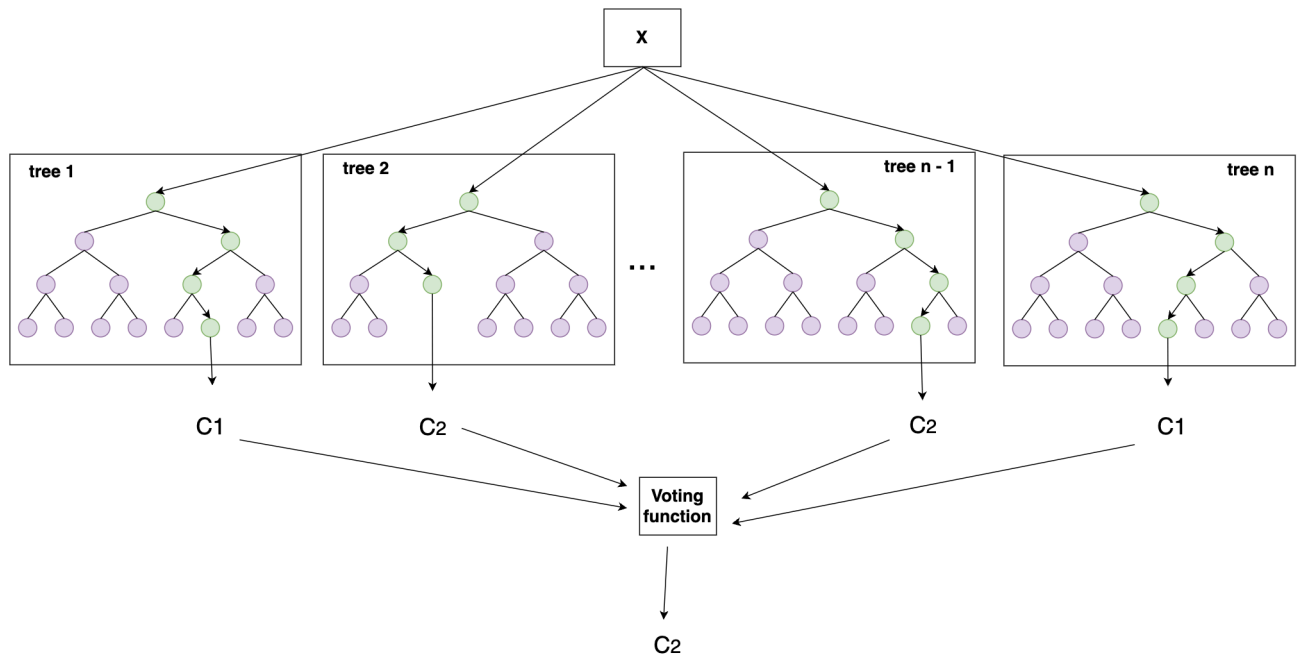 x
tree 1
tree 2
tree n - 1
tree n
...
C1
C2
C2
C1
Voting
function
C2